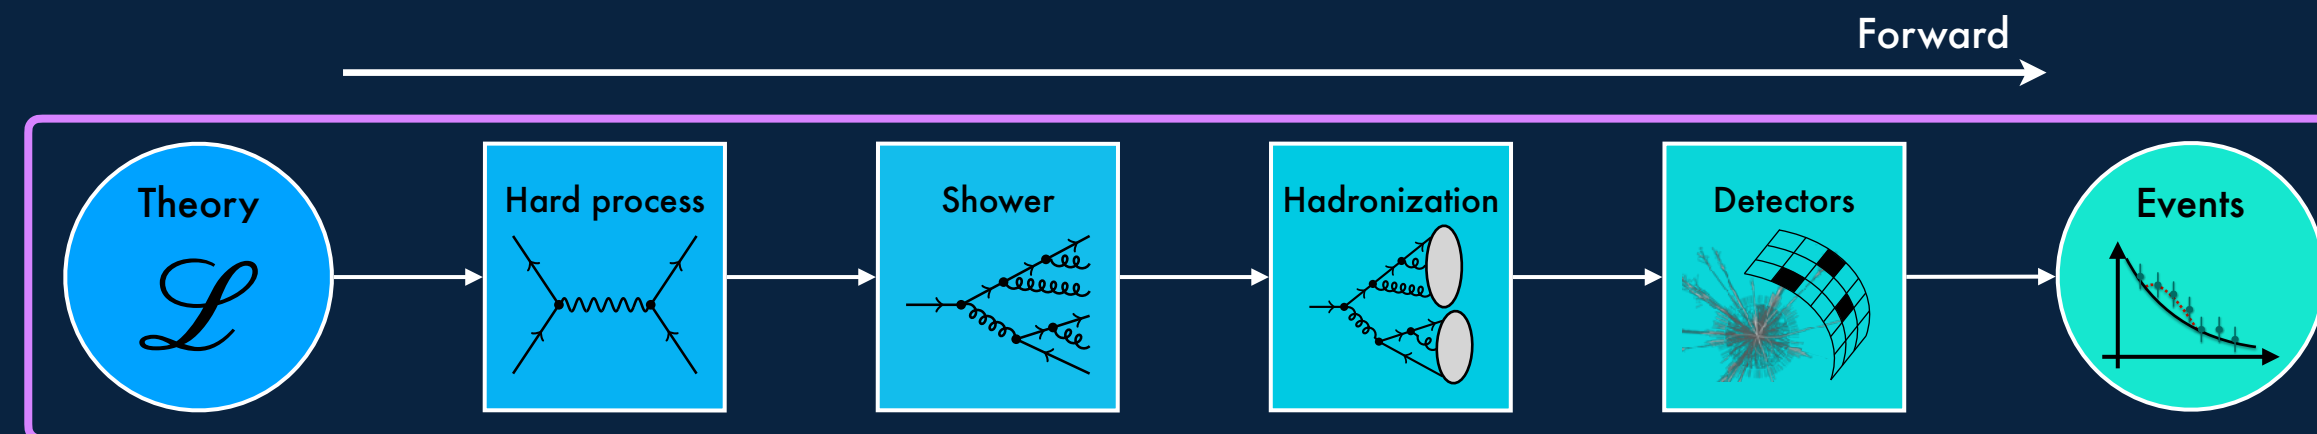 Forward
Theory
ℒ
Hard process
Shower
Hadronization
Detectors
Events